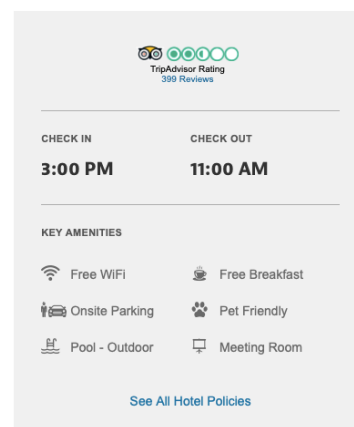 TripAdvisor Rating
399 Reviews
CHECK IN CHECK OUT
3:00 PM 11:00 AM
KEY AMENITIES
Free WiFi Free Breakfast
Onsite Parking Pet Friendly
Pool - Outdoor Meeting Room
See All Hotel Policies